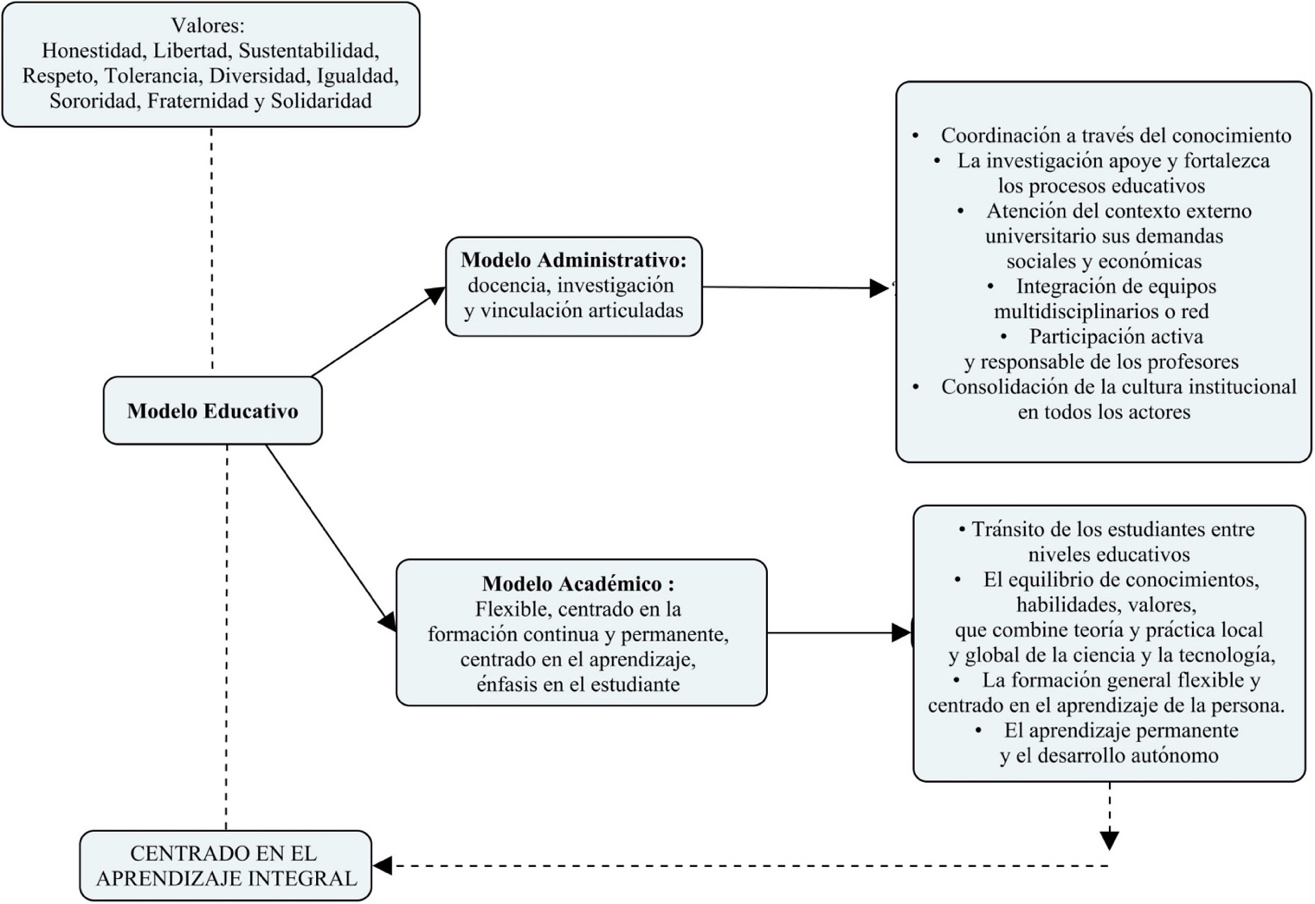 Valores:
Honestidad, Libertad, Sustentabilidad,
Respeto, Tolerancia, Diversidad, Igualdad,
Sororidad, Fraternidad y Solidaridad
Modelo Educativo
Modelo Administrativo:
docencia, investigación
y vinculación articuladas
• Coordinación a través del conocimiento
• La investigación apoye y fortalezca
los procesos educativos
• Atención del contexto externo
universitario sus demandas
sociales y económicas
• Integración de equipos
multidisciplinarios o red
• Participación activa
y responsable de los profesores
• Consolidación de la cultura institucional
en todos los actores
Modelo Académico :
Flexible, centrado en la
formación continua y permanente,
centrado en el aprendizaje,
énfasis en el estudiante
• Tránsito de los estudiantes entre
niveles educativos
• El equilibrio de conocimientos,
habilidades, valores,
que combine teoría y práctica local
y global de la ciencia y la tecnología,
• La formación general flexible y
centrado en el aprendizaje de la persona.
• El aprendizaje permanente
y el desarrollo autónomo
CENTRADO EN EL
APRENDIZAJE INTEGRAL